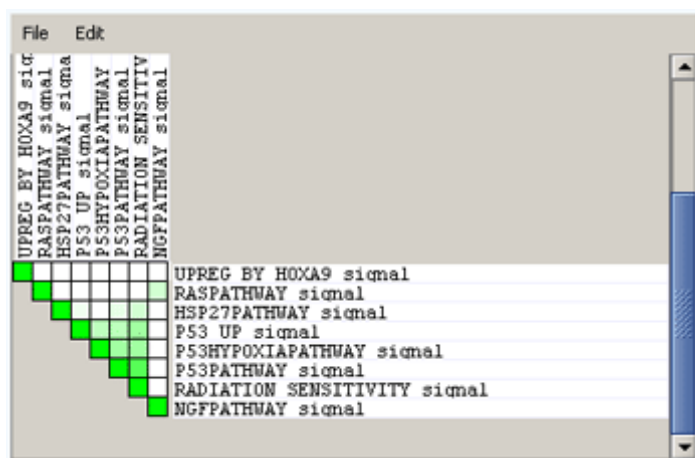 File Edit
UPREG BY HOXA9 sig
RASPATHWAY signal
HSP27PATHWAY signa
P53 UP signal
P53HYPOXIAPATHWAY
P53PATHWAY signal
RADIATION SENSITIV
NGFPATHWAY signal
UPREG BY HOXA9 signal
RASPATHWAY signal
HSP27PATHWAY signal
P53 UP signal
P53HYPOXIAPATHWAY signal
P53PATHWAY signal
RADIATION SENSITIVITY signal
NGFPATHWAY signal